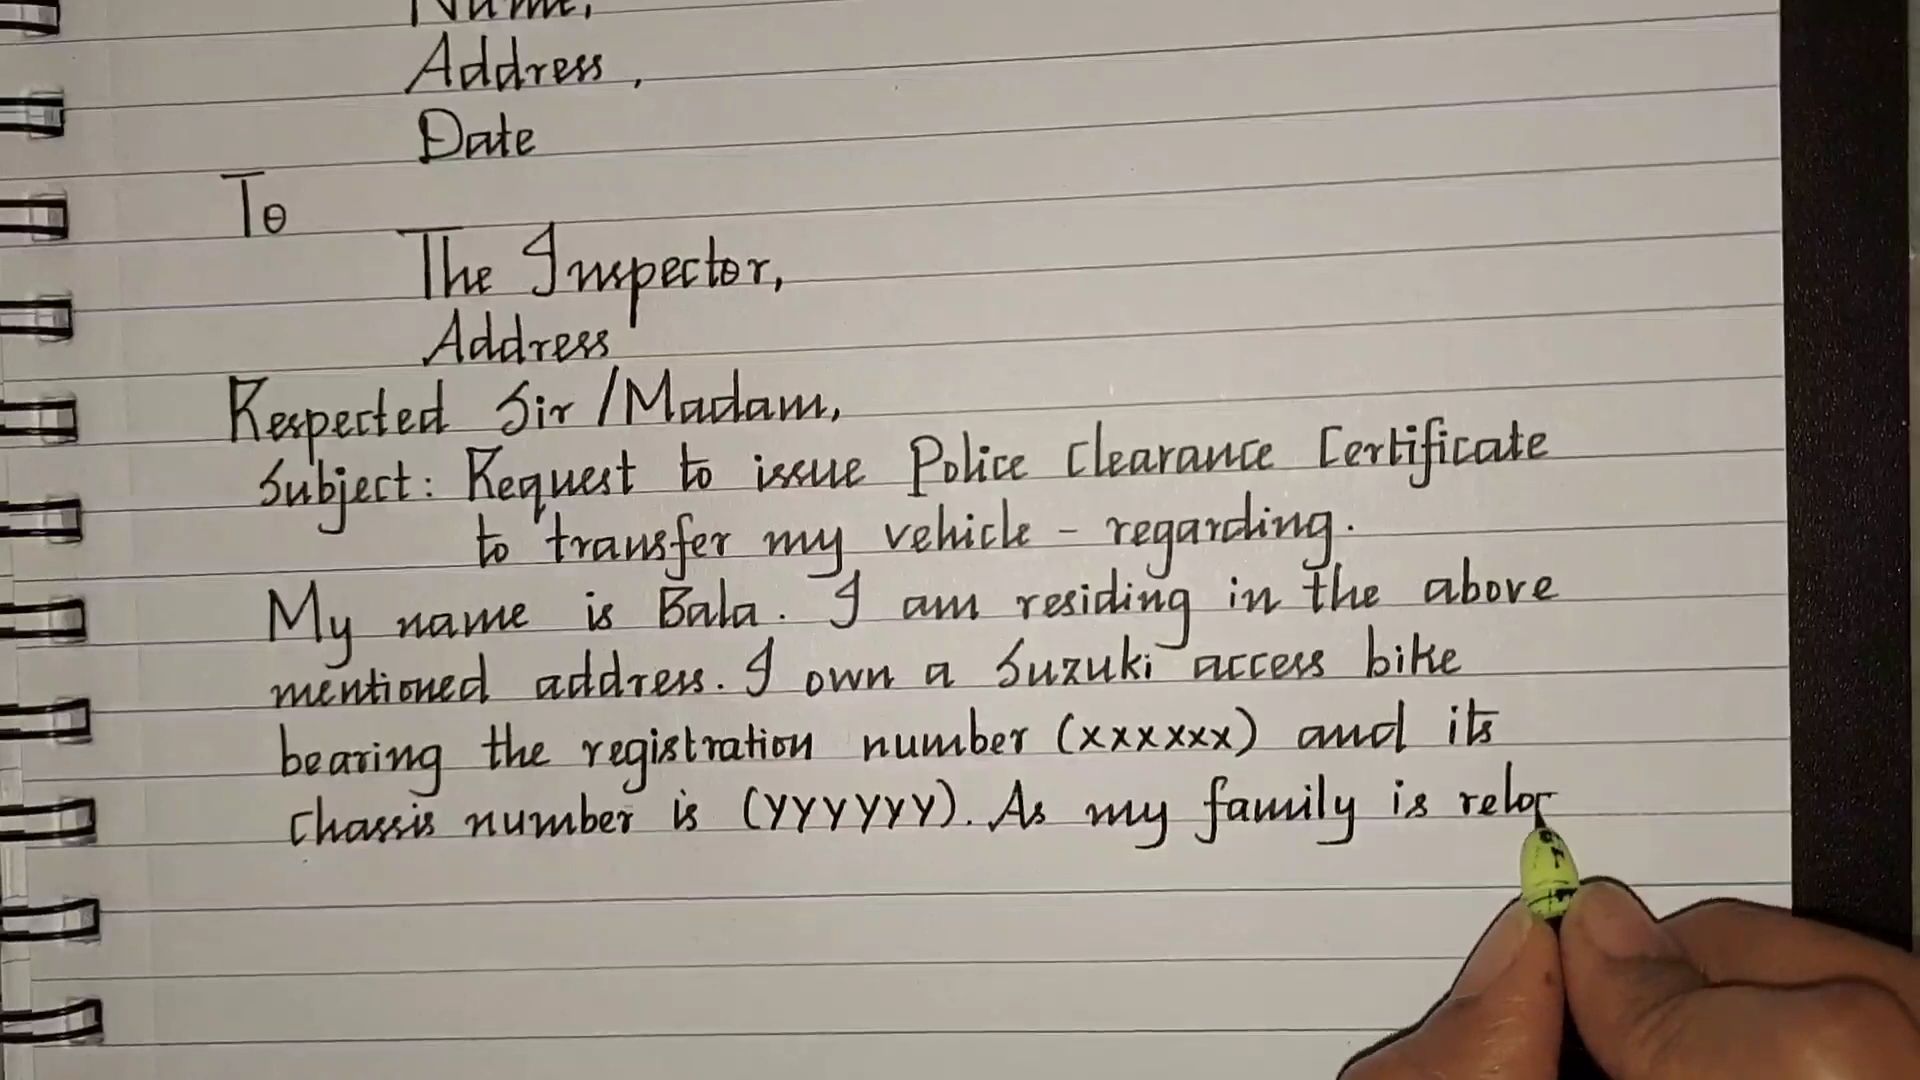 Name,
Address,
Date
To
The Inspector,
Address
Respected Sir/Madam,
Subject: Request to issue Police Clearance Certificate
to transfer my vehicle - regarding.
My name is Bala. I am residing in the above
mentioned address. I own a Suzuki access bike
bearing the registration number (xxxxxx) and its
Chassis number is (YYYYYY). As my family is reloc